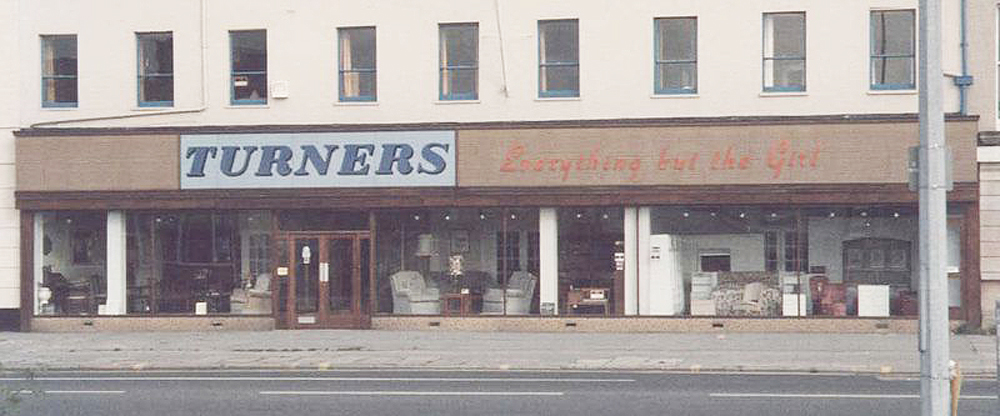 TURNERS
Everything but the Girl